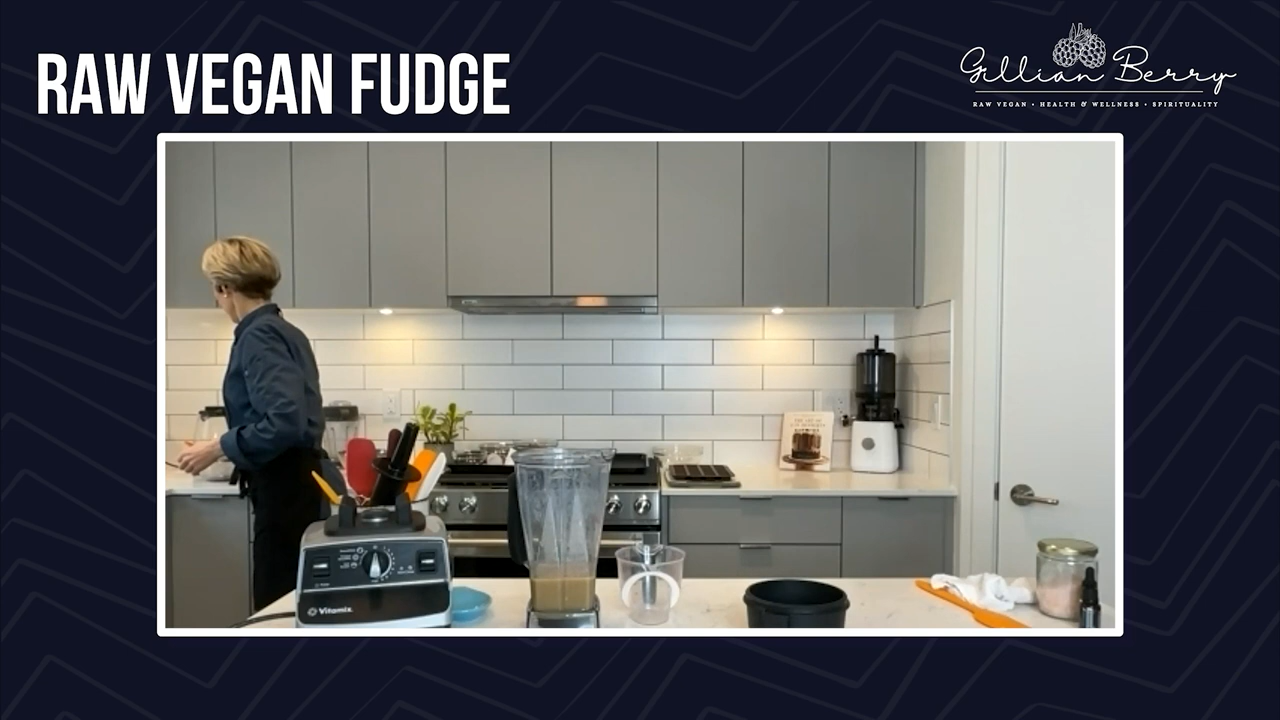 RAW VEGAN FUDGE
Gillian Berry
RAW VEGAN • HEALTH & WELLNESS • SPIRITUALITY
Vitamix